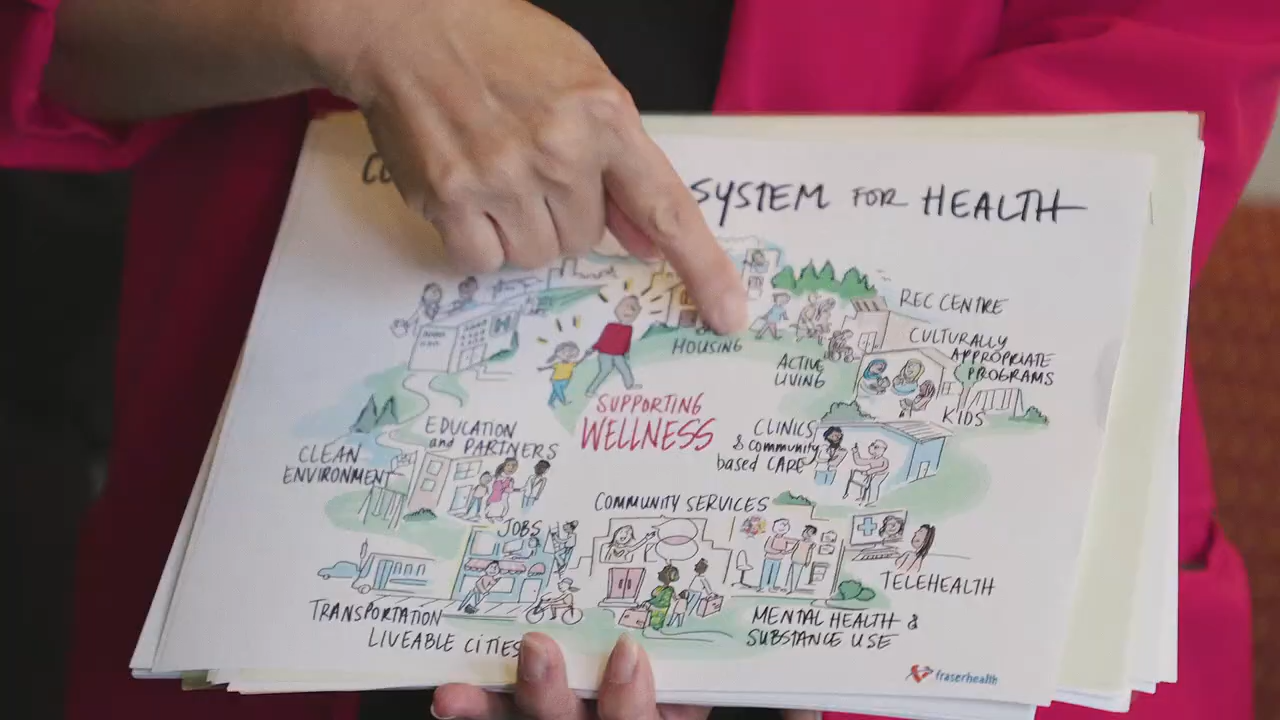 SYSTEM FOR HEALTH
REC CENTRE
HOUSING
ACTIVE
LIVING
CULTURALLY
APPROPRIATE
PROGRAMS
KIDS
SUPPORTING
WELLNESS
EDUCATION
and PARTNERS
CLEAN
ENVIRONMENT
CLINICS
& community
based CARE
COMMUNITY SERVICES
JOBS
TELEHEALTH
TRANSPORTATION
LIVEABLE CITIES
MENTAL HEALTH &
SUBSTANCE USE
fraserhealth